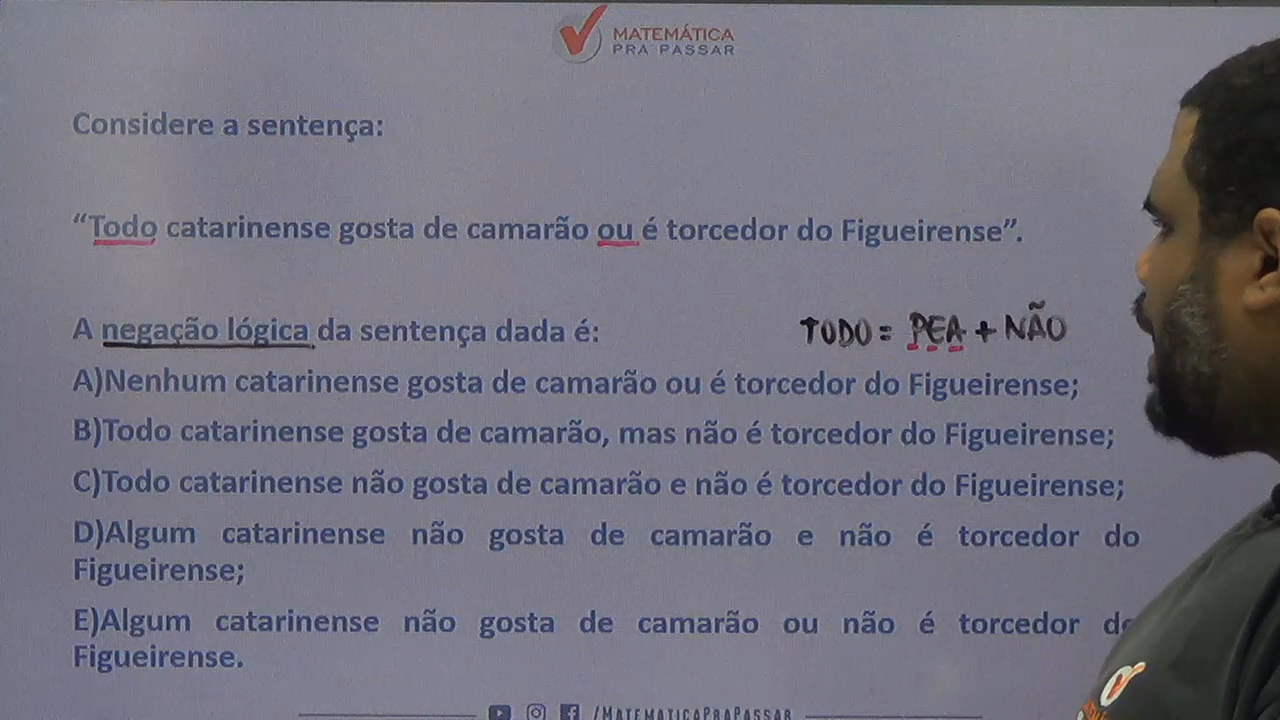 MATEMÁTICA
PRA PASSAR
Considere a sentença:
“Todo catarinense gosta de camarão ou é torcedor do Figueirense”.
A negação lógica da sentença dada é:
TODO = PEA + NÃO
A)Nenhum catarinense gosta de camarão ou é torcedor do Figueirense;
B)Todo catarinense gosta de camarão, mas não é torcedor do Figueirense;
C)Todo catarinense não gosta de camarão e não é torcedor do Figueirense;
D)Algum catarinense não gosta de camarão e não é torcedor do
Figueirense;
E)Algum catarinense não gosta de camarão ou não é torcedor
Figueirense.
/MATEMATICAPRAPASSAR